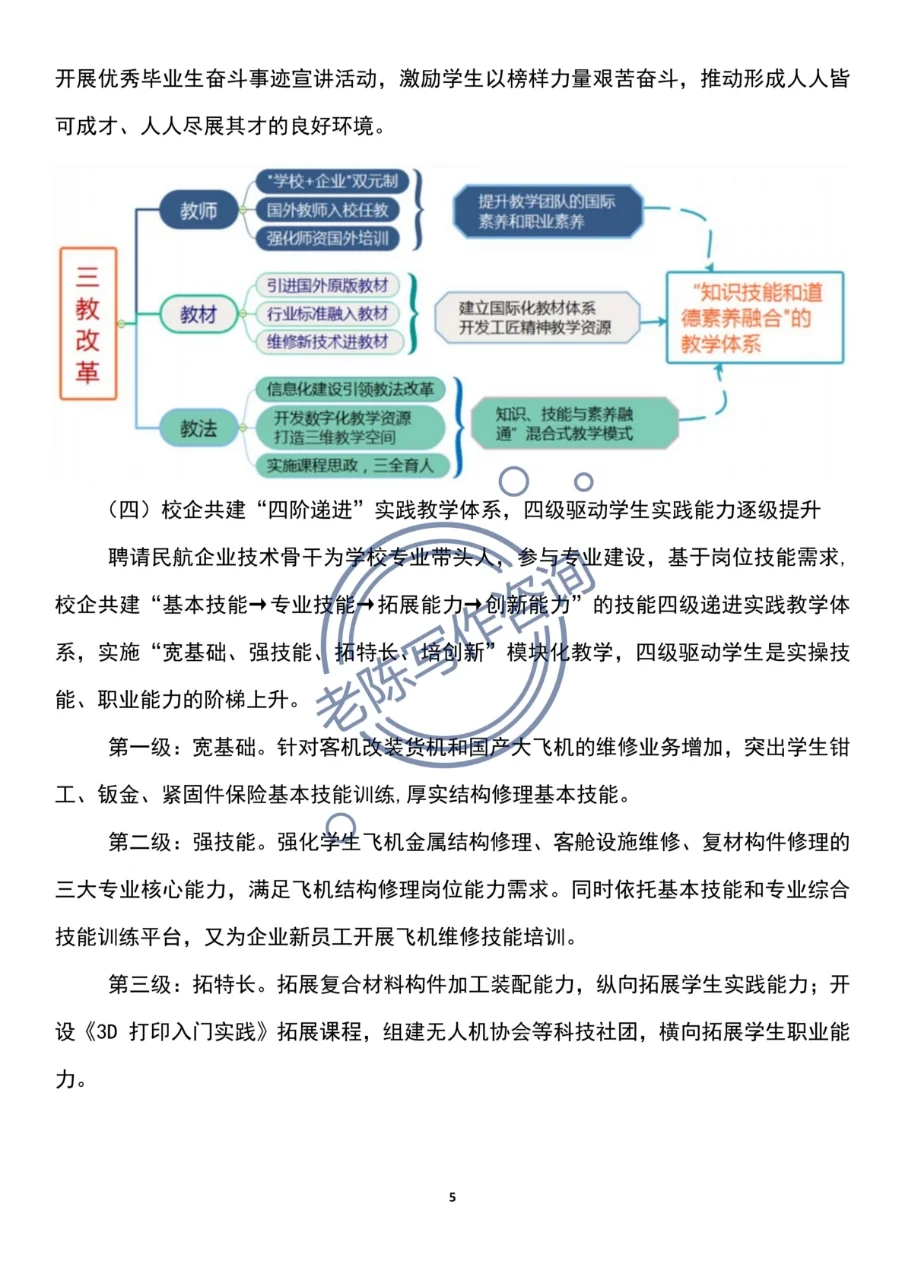 开展优秀毕业生奋斗事迹宣讲活动，激励学生以榜样力量艰苦奋斗，推动形成人人皆
可成才、人人尽展其才的良好环境。
三
教
改
革
教师
"学校+企业"双元制
国外教师入校任教
强化师资国外培训
提升教学团队的国际
素养和职业素养
教材
引进国外原版教材
行业标准融入教材
维修新技术进教材
建立国际化教材体系
开发工匠精神教学资源
教法
信息化建设引领教法改革
开发数字化教学资源
打造三维教学空间
实施课程思政，三全育人
知识、技能与素养融
通”混合式教学模式
“知识技能和道
德素养融合"的
教学体系
（四）校企共建“四阶递进”实践教学体系，四级驱动学生实践能力逐级提升
聘请民航企业技术骨干为学校专业带头人，参与专业建设，基于岗位技能需求，
校企共建“基本技能→专业技能→拓展能力→创新能力”的技能四级递进实践教学体
系，实施“宽基础、强技能、拓特长、培创新”模块化教学，四级驱动学生是实操技
能、职业能力的阶梯上升。
第一级：宽基础。针对客机改装货机和国产大飞机的维修业务增加，突出学生钳
工、钣金、紧固件保险基本技能训练,厚实结构修理基本技能。
第二级：强技能。强化学生飞机金属结构修理、客舱设施维修、复材构件修理的
三大专业核心能力，满足飞机结构修理岗位能力需求。同时依托基本技能和专业综合
技能训练平台，又为企业新员工开展飞机维修技能培训。
第三级：拓特长。拓展复合材料构件加工装配能力，纵向拓展学生实践能力；开
设《3D 打印入门实践》拓展课程，组建无人机协会等科技社团，横向拓展学生职业能
力。
老陈写作咨询
5